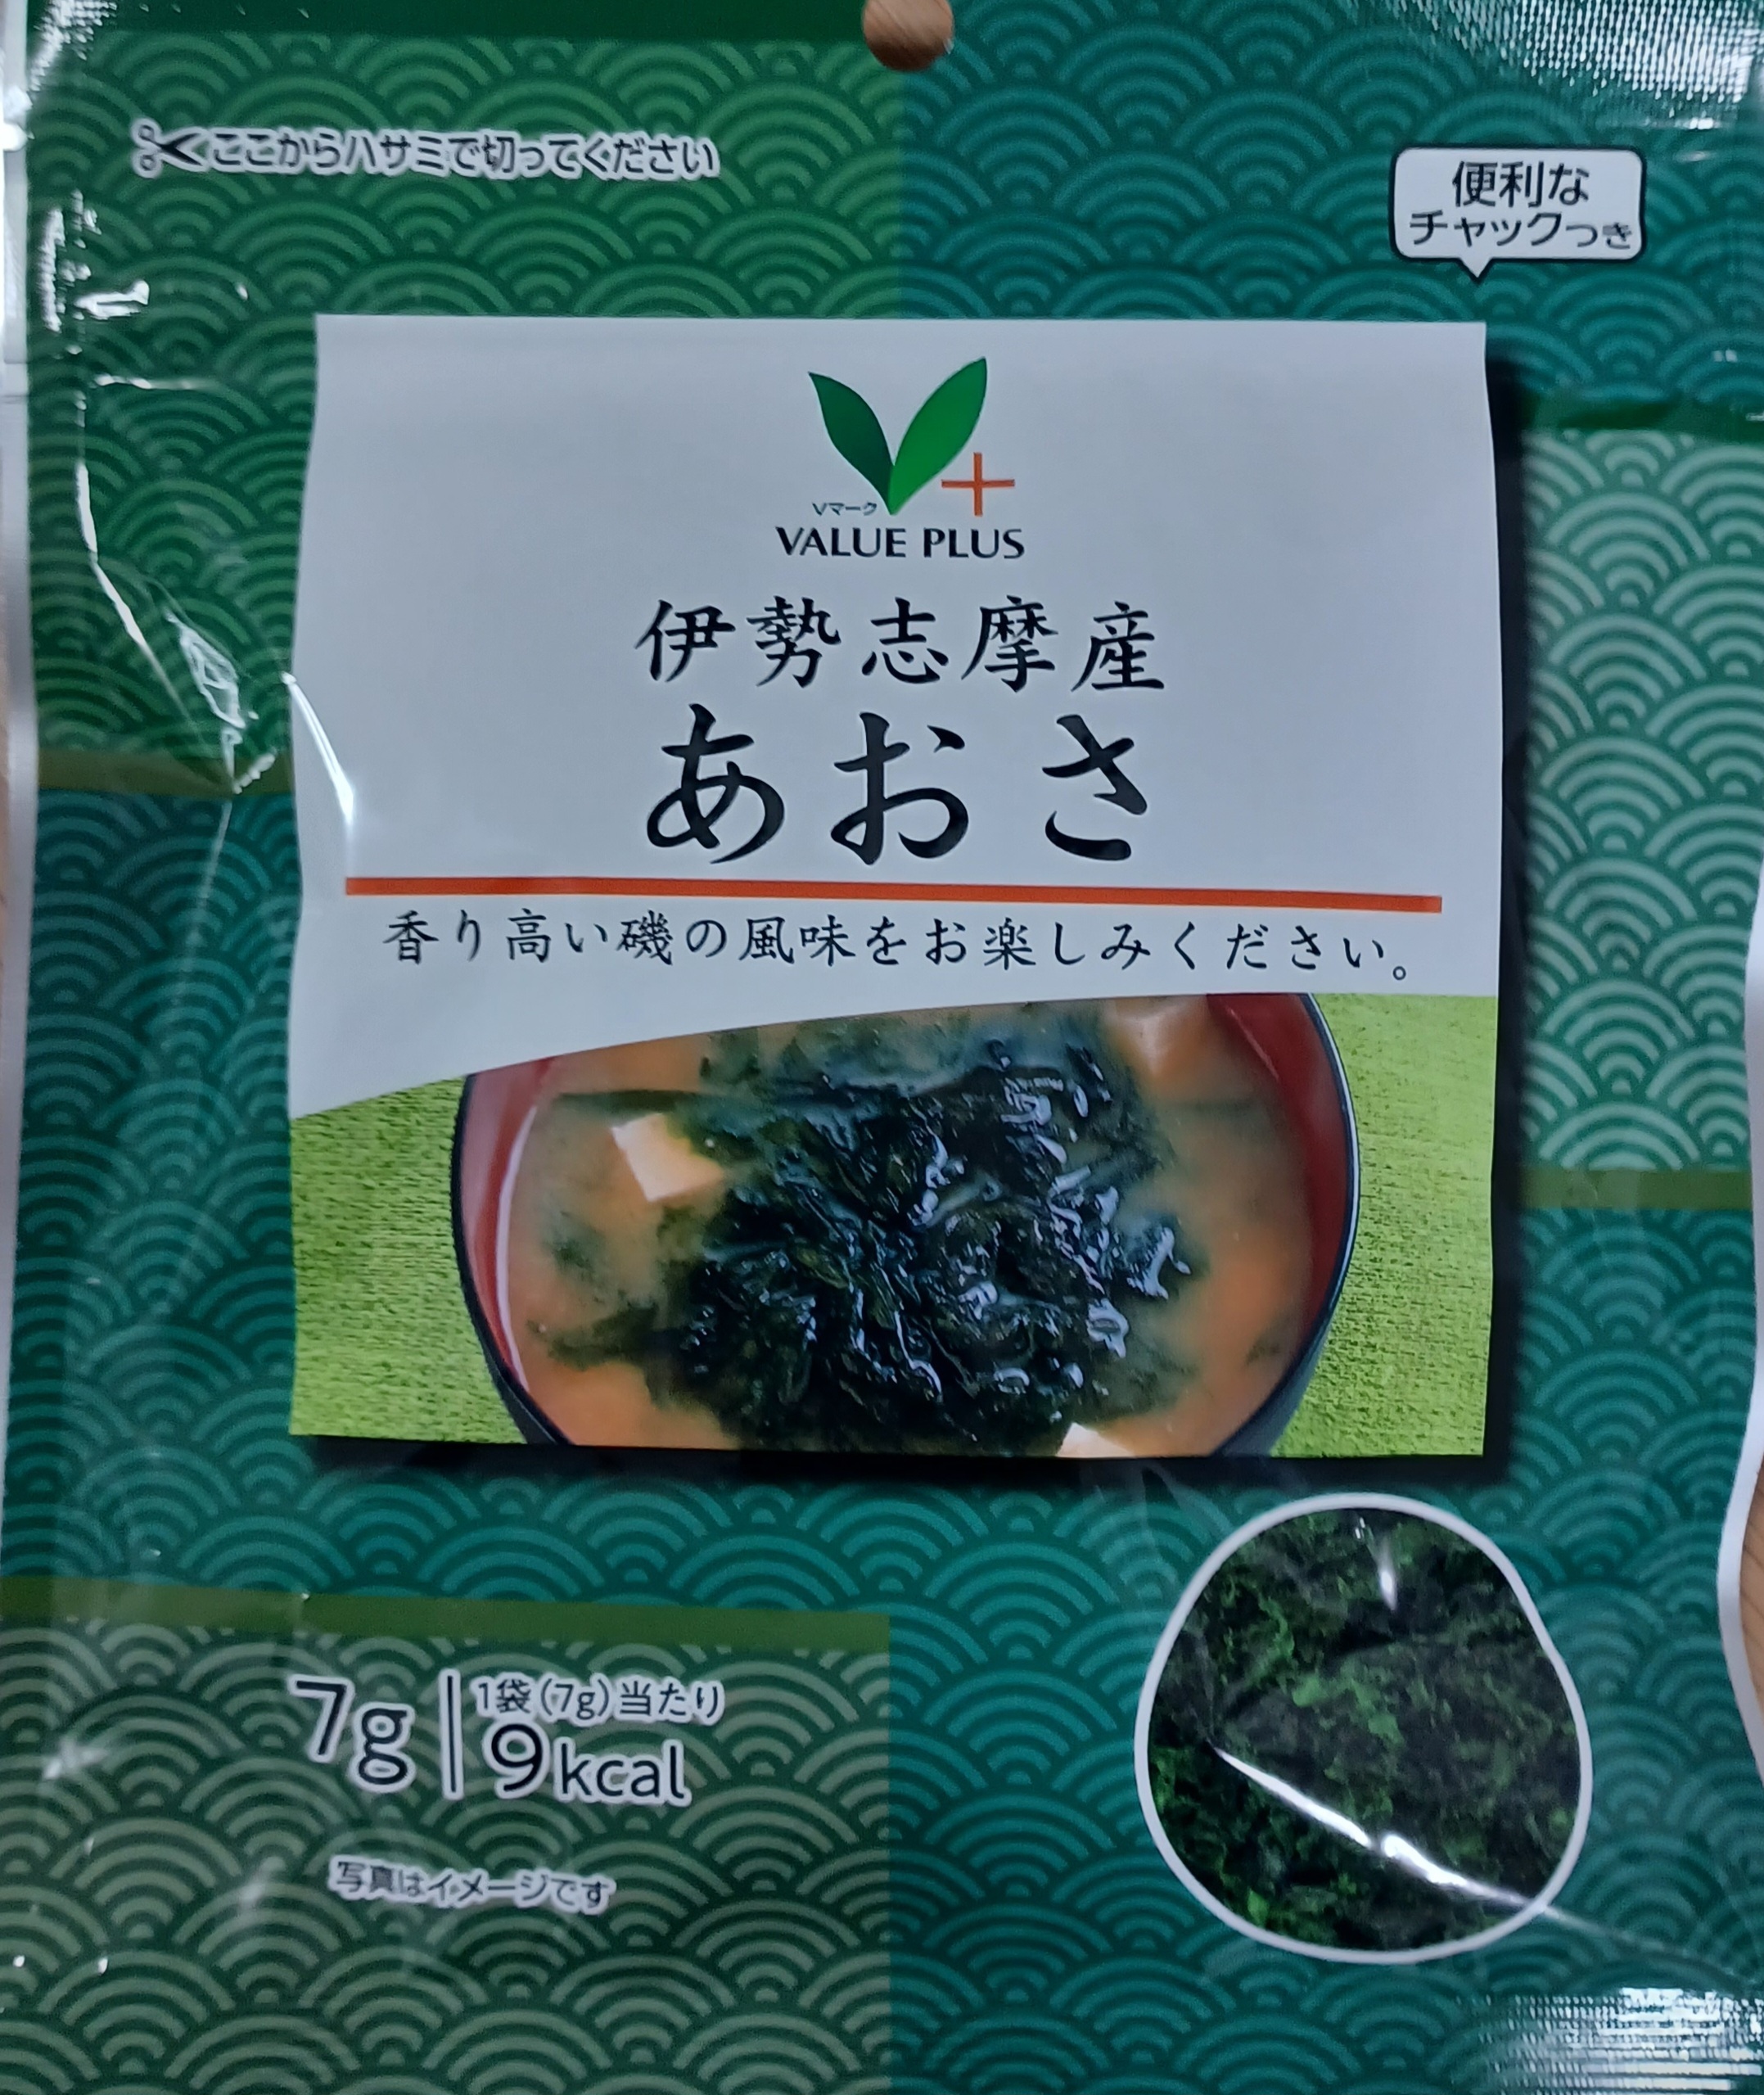 ここからハサミで切ってください
便利な
チャックつき
Vマーク
VALUE PLUS
伊勢志摩産
あおさ
香り高い磯の風味をお楽しみください。
7g
1袋(7g)当たり
9kcal
写真はイメージです